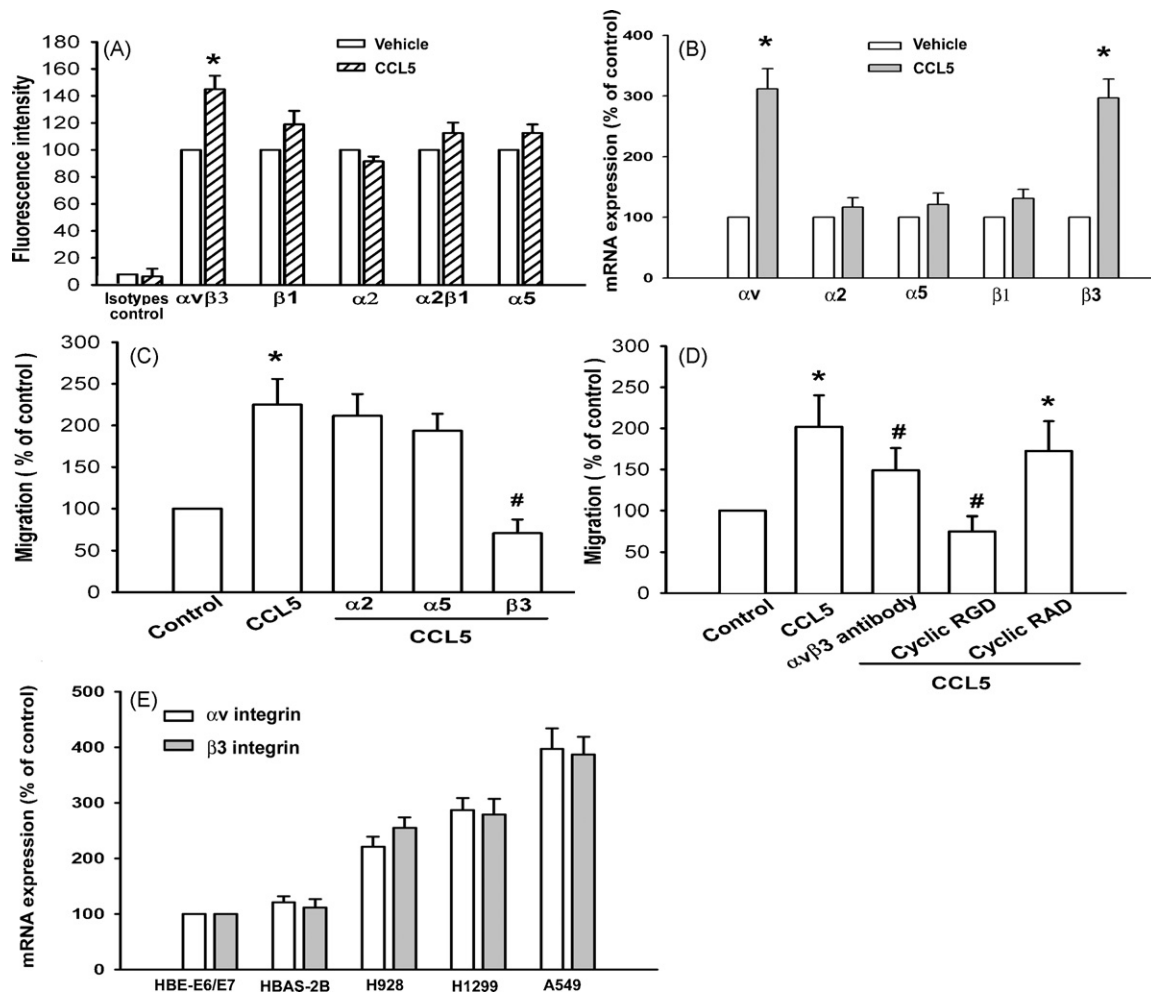 (A)
Vehicle
CCL5
Fluorescence intensity
180
160
140
120
100
80
60
40
20
0
*
Isotypes control
αvβ3
β1
α2
α2β1
α5
(B)
Vehicle
CCL5
mRNA expression (% of control)
400
300
200
100
0
*
*
αv
α2
α5
β1
β3
(C)
Migration ( % of control )
300
250
200
150
100
50
0
*
#
Control
CCL5
α2
α5
β3
CCL5
(D)
Migration ( % of control )
300
250
200
150
100
50
0
*
#
#
*
Control
CCL5
αvβ3 antibody
Cyclic RGD
Cyclic RAD
CCL5
(E)
αv integrin
β3 integrin
mRNA expression (% of control)
500
400
300
200
100
0
HBE-E6/E7
HBAS-2B
H928
H1299
A549